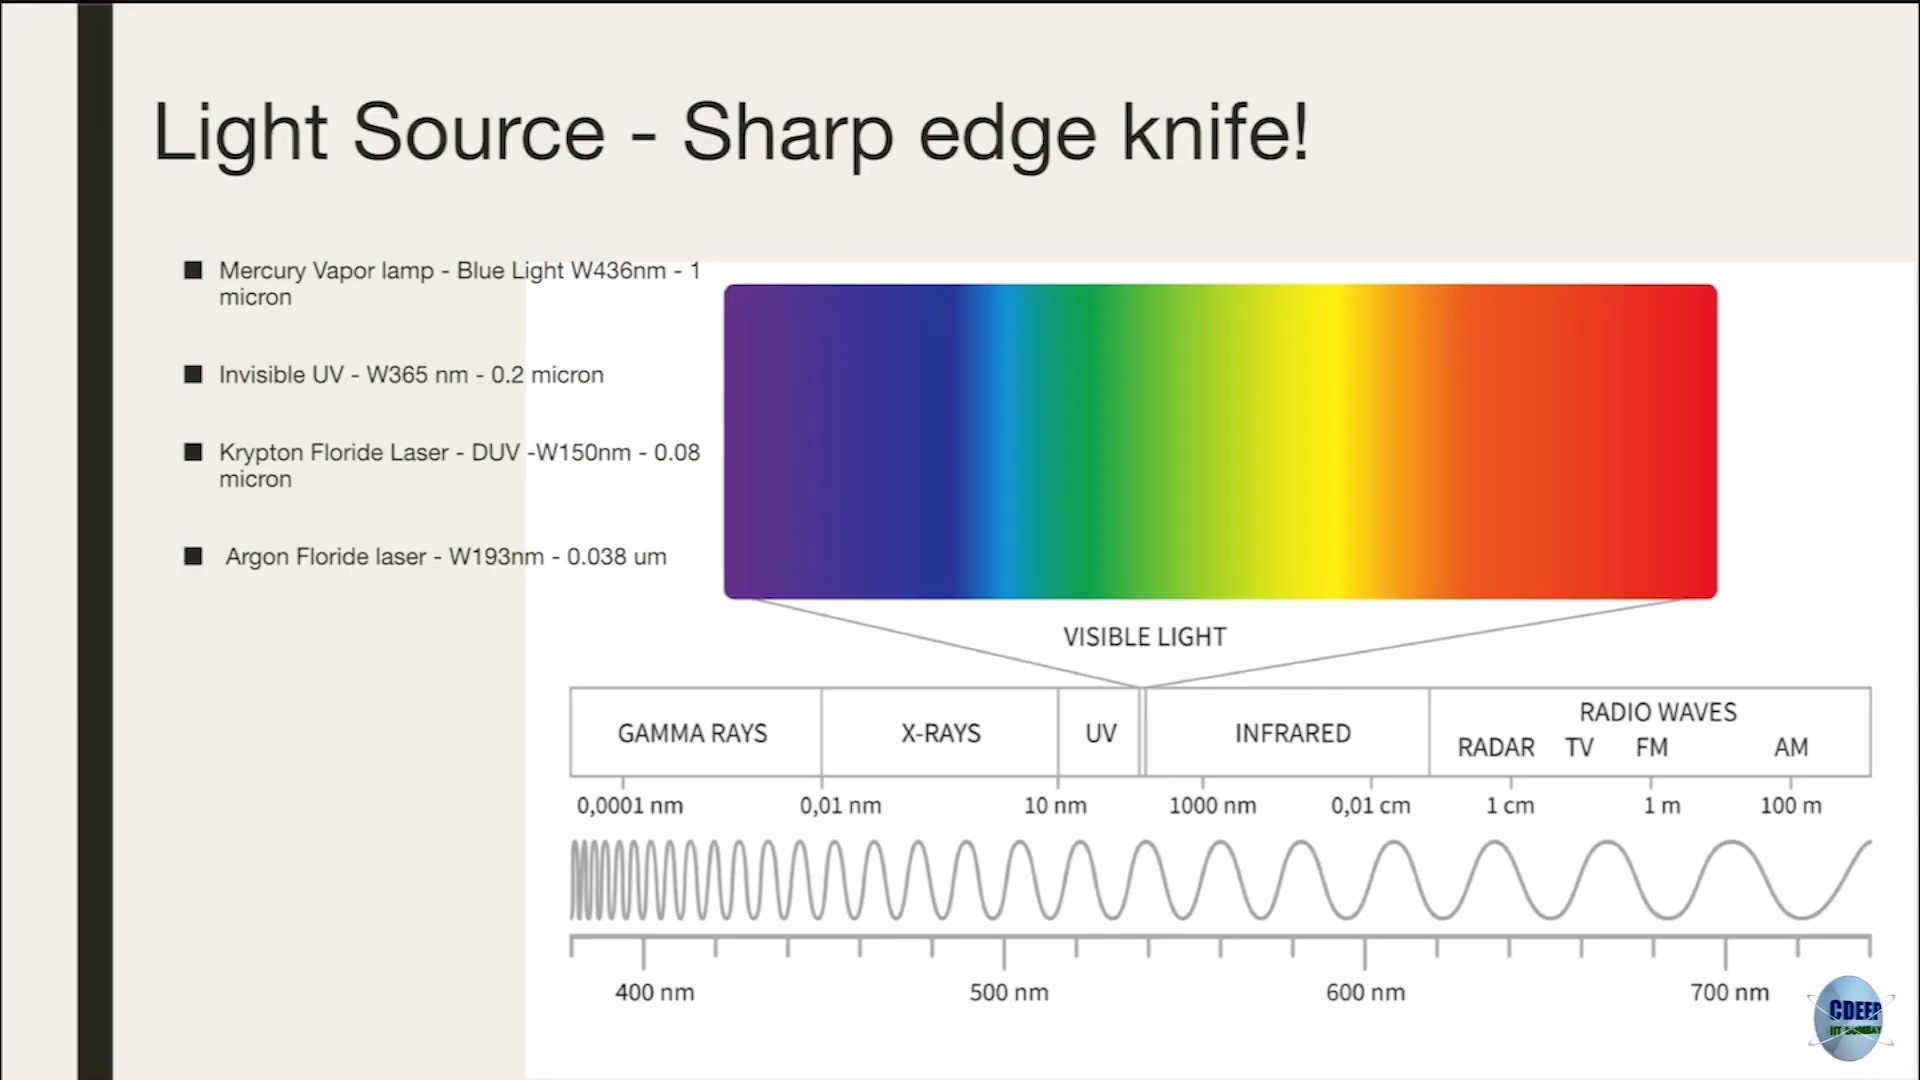 Light Source - Sharp edge knife!
Mercury Vapor lamp - Blue Light W436nm - 1
micron
Invisible UV - W365 nm - 0.2 micron
Krypton Floride Laser - DUV -W150nm - 0.08
micron
Argon Floride laser - W193nm - 0.038 um
VISIBLE LIGHT
GAMMA RAYS X-RAYS UV INFRARED RADIO WAVES
RADAR TV FM AM
0,0001 nm 0,01 nm 10 nm 1000 nm 0,01 cm 1 cm 1 m 100 m
400 nm 500 nm 600 nm 700 nm
CDEEP
IIT BOMBAY